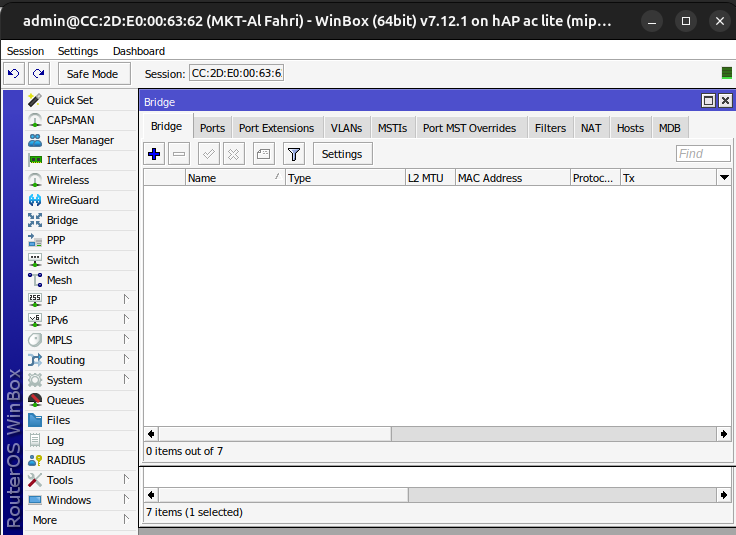 admin@CC:2D:E0:00:63:62 (MKT-Al Fahri) - WinBox (64bit) v7.12.1 on hAP ac lite (mip...
Session Settings Dashboard
Safe Mode Session: CC:2D:E0:00:63:6
Quick Set
CAPsMAN
User Manager
Interfaces
Wireless
WireGuard
Bridge
PPP
Switch
Mesh
IP
IPv6
MPLS
Routing
System
Queues
Files
Log
RADIUS
Tools
Windows
More
RouterOS WinBox
Bridge
Bridge Ports Port Extensions VLANs MSTIs Port MST Overrides Filters NAT Hosts MDB
Settings Find
Name Type L2 MTU MAC Address Protoc... Tx
0 items out of 7
7 items (1 selected)